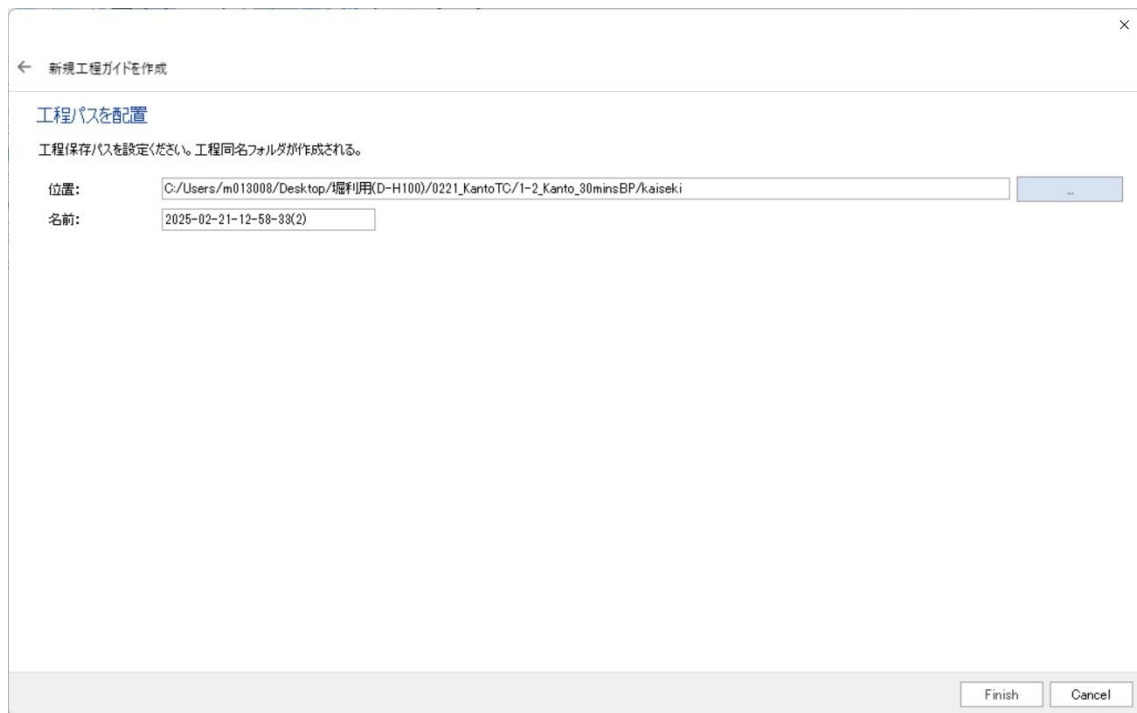 新規工程ガイドを作成
工程パスを配置
工程保存パスを設定ください。工程同名フォルダが作成される。
位置: C:/Users/m013008/Desktop/堀利用(D-H100)/0221_KantoTC/1-2_Kanto_30minsBP/kaiseki ...
名前: 2025-02-21-12-58-33(2)
Finish Cancel